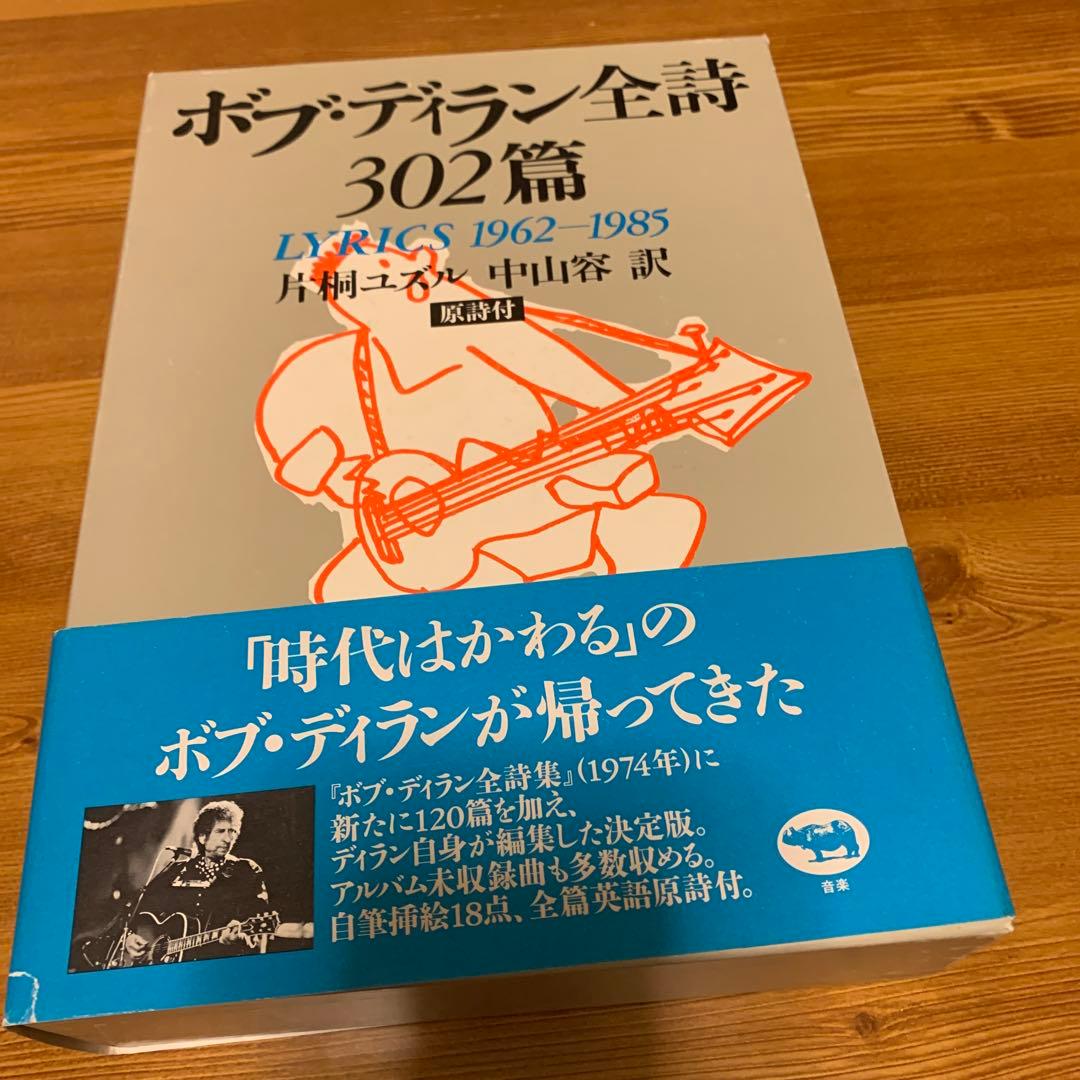 ボブ・ディラン全詩
302篇
LYRICS 1962—1985
片桐ユズル 中山容 訳
原詩付
「時代はかわる」の
ボブ・ディランが帰ってきた
『ボブ・ディラン全詩集』(1974年)に
新たに120篇を加え、
ディラン自身が編集した決定版。
アルバム未収録曲も多数収める。
自筆挿絵18点、全篇英語原詩付。
音楽